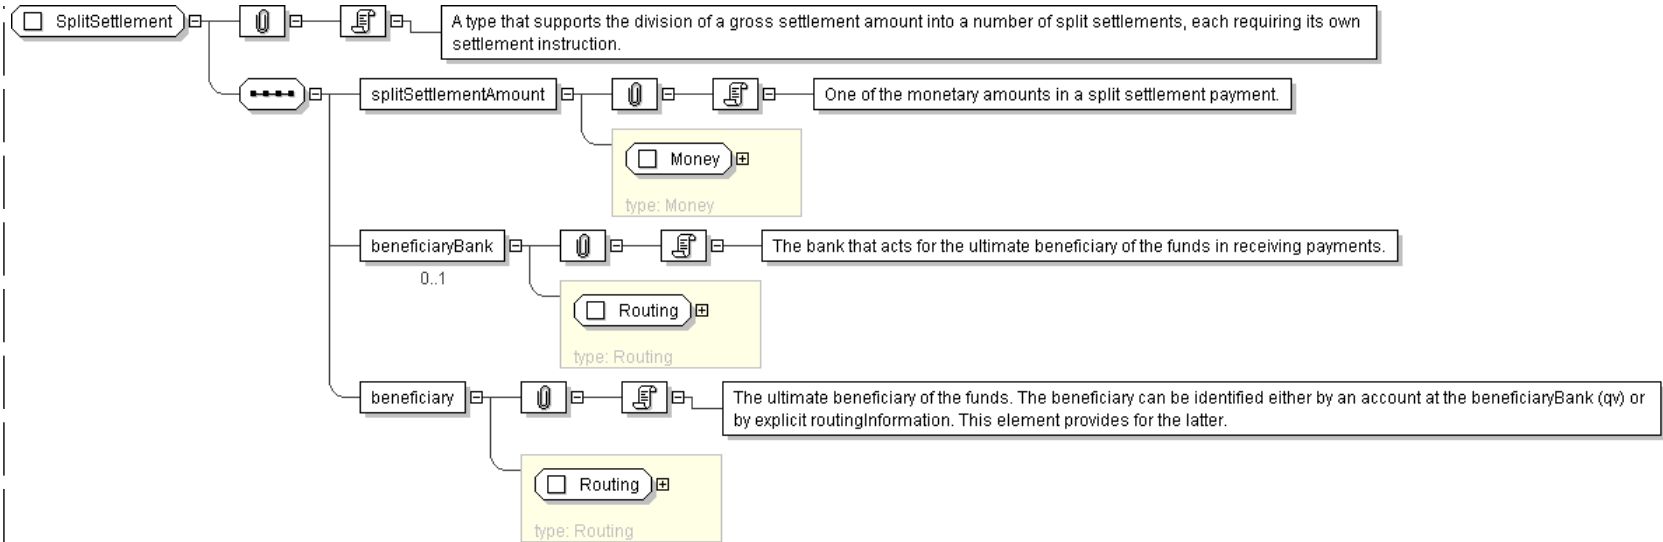 SplitSettlement
A type that supports the division of a gross settlement amount into a number of split settlements, each requiring its own
settlement instruction.
splitSettlementAmount
One of the monetary amounts in a split settlement payment.
Money
type: Money
beneficiaryBank
The bank that acts for the ultimate beneficiary of the funds in receiving payments.
0..1
Routing
type: Routing
beneficiary
The ultimate beneficiary of the funds. The beneficiary can be identified either by an account at the beneficiaryBank (qv) or
by explicit routingInformation. This element provides for the latter.
Routing
type: Routing